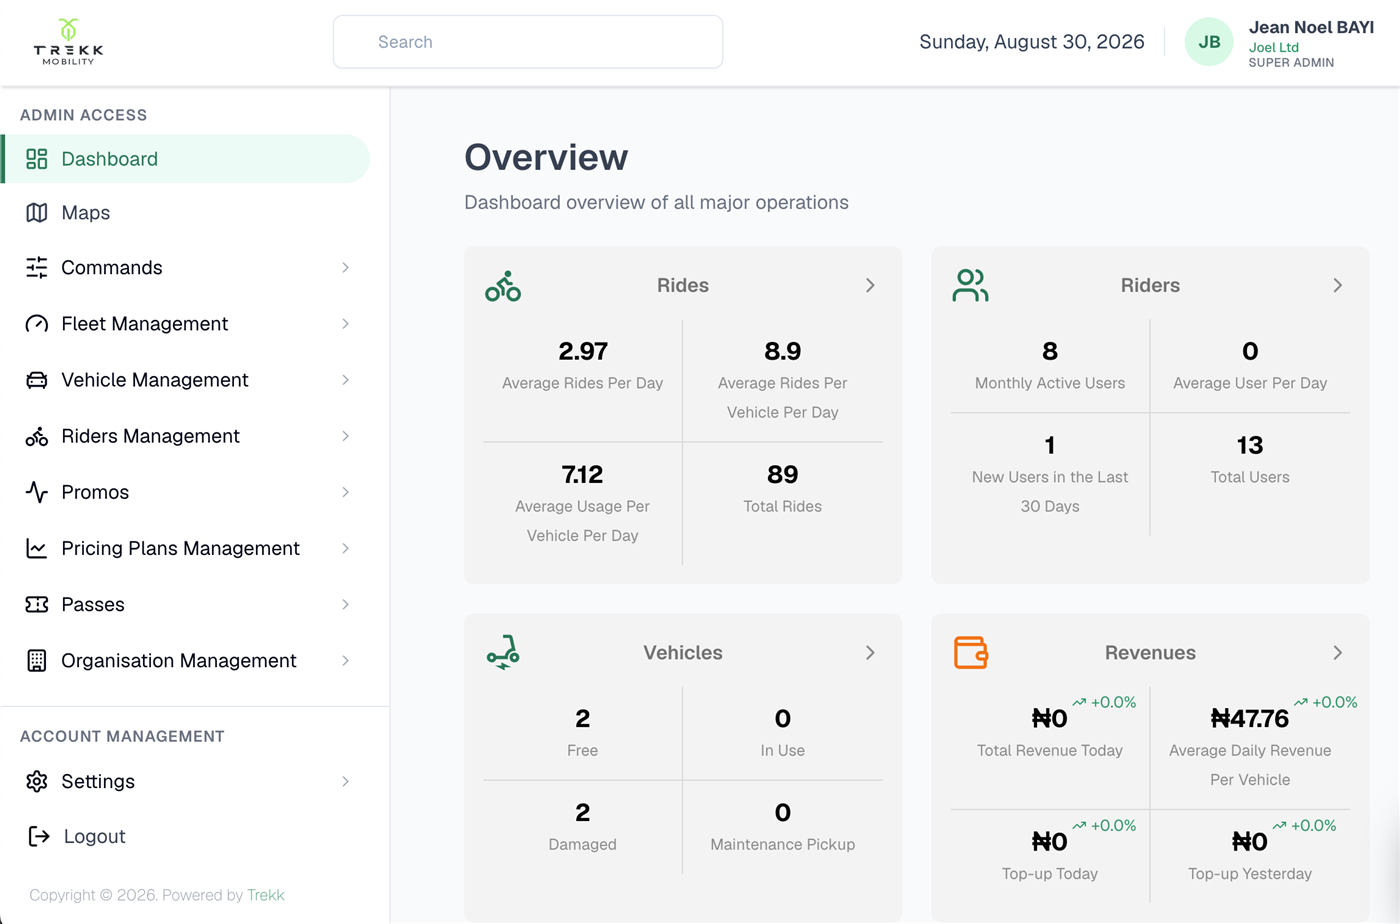 TREKK
MOBILITY
Search
Sunday, August 30, 2026
JB
Jean Noel BAYI
Joel Ltd
SUPER ADMIN
ADMIN ACCESS
Dashboard
Maps
Commands
Fleet Management
Vehicle Management
Riders Management
Promos
Pricing Plans Management
Passes
Organisation Management
ACCOUNT MANAGEMENT
Settings
Logout
Copyright © 2026. Powered by Trekk
Overview
Dashboard overview of all major operations
Rides
2.97
Average Rides Per Day
8.9
Average Rides Per
Vehicle Per Day
7.12
Average Usage Per
Vehicle Per Day
89
Total Rides
Riders
8
Monthly Active Users
0
Average User Per Day
1
New Users in the Last
30 Days
13
Total Users
Vehicles
2
Free
0
In Use
2
Damaged
0
Maintenance Pickup
Revenues
₦0 +0.0%
Total Revenue Today
₦47.76 +0.0%
Average Daily Revenue
Per Vehicle
₦0 +0.0%
Top-up Today
₦0 +0.0%
Top-up Yesterday